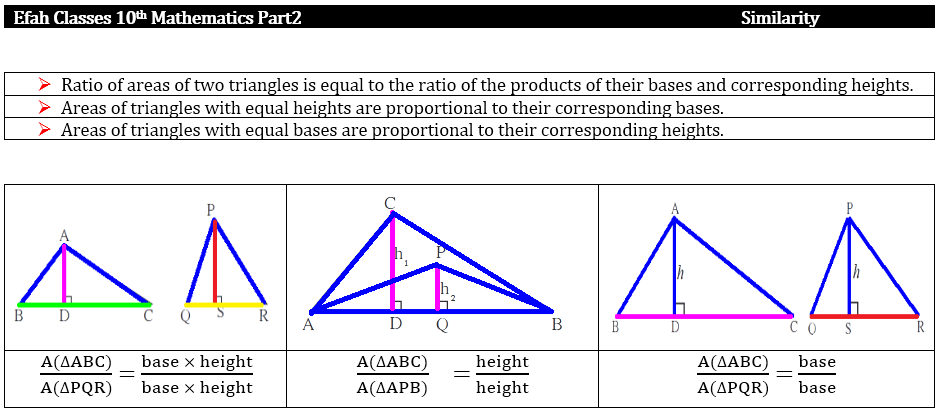 Efah Classes 10th Mathematics Part2 Similarity
Ratio of areas of two triangles is equal to the ratio of the products of their bases and corresponding heights.
Areas of triangles with equal heights are proportional to their corresponding bases.
Areas of triangles with equal bases are proportional to their corresponding heights.
A
B D C
P
Q S R
C
h1
P
h2
A D Q B
A
h
B D C
P
h
Q S R
A(ΔABC) / A(ΔPQR) = base × height / base × height
A(ΔABC) / A(ΔAPB) = height / height
A(ΔABC) / A(ΔPQR) = base / base